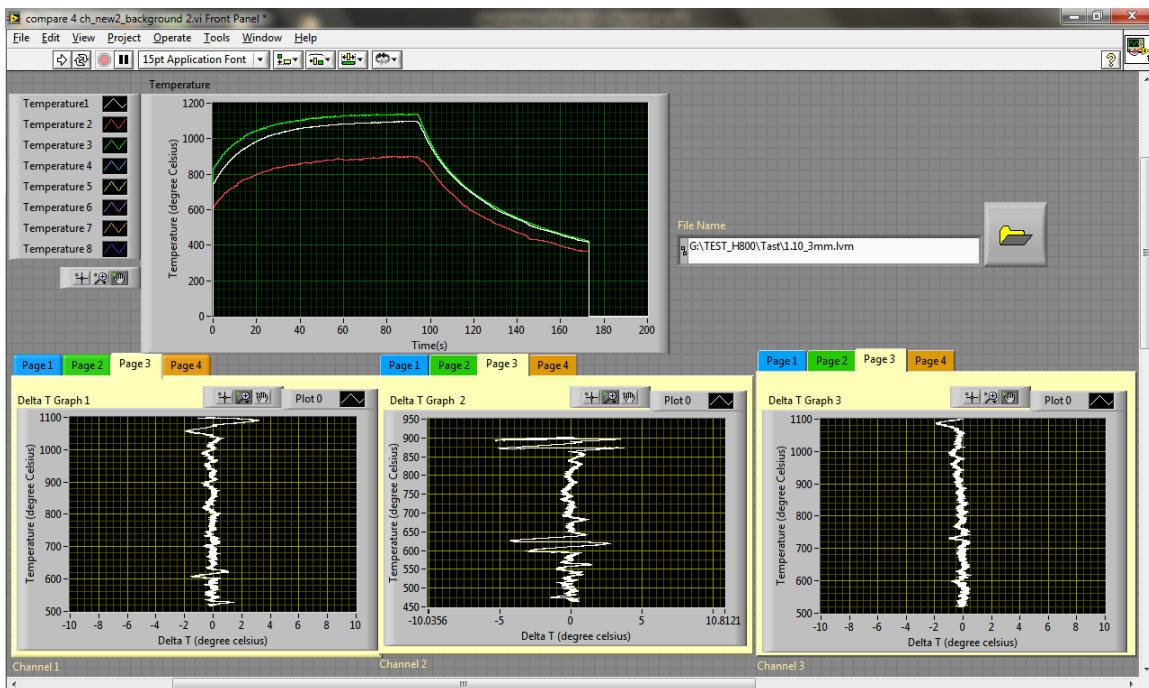 compare 4 ch_new2_background 2.vi Front Panel *
File Edit View Project Operate Tools Window Help
15pt Application Font
Temperature
Temperature1
Temperature 2
Temperature 3
Temperature 4
Temperature 5
Temperature 6
Temperature 7
Temperature 8
Temperature (degree Celsius)
1200
1000
800
600
400
200
0
0 20 40 60 80 100 120 140 160 180 200
Time(s)
File Name
G:\TEST_H800\Tast\1.10_3mm.lvm
Page 1 Page 2 Page 3 Page 4
Delta T Graph 1 Plot 0
Temperature (degree Celsius)
1100
1000
900
800
700
600
500
-10 -8 -6 -4 -2 0 2 4 6 8 10
Delta T (degree celsius)
Channel 1
Page 1 Page 2 Page 3 Page 4
Delta T Graph 2 Plot 0
Temperature (degree Celsius)
950
900
850
800
750
700
650
600
550
500
450
-10.0356 -5 0 5 10.8121
Delta T (degree celsius)
Channel 2
Page 1 Page 2 Page 3 Page 4
Delta T Graph 3 Plot 0
Temperature (degree Celsius)
1100
1000
900
800
700
600
500
-10 -8 -6 -4 -2 0 2 4 6 8 10
Delta T (degree celsius)
Channel 3